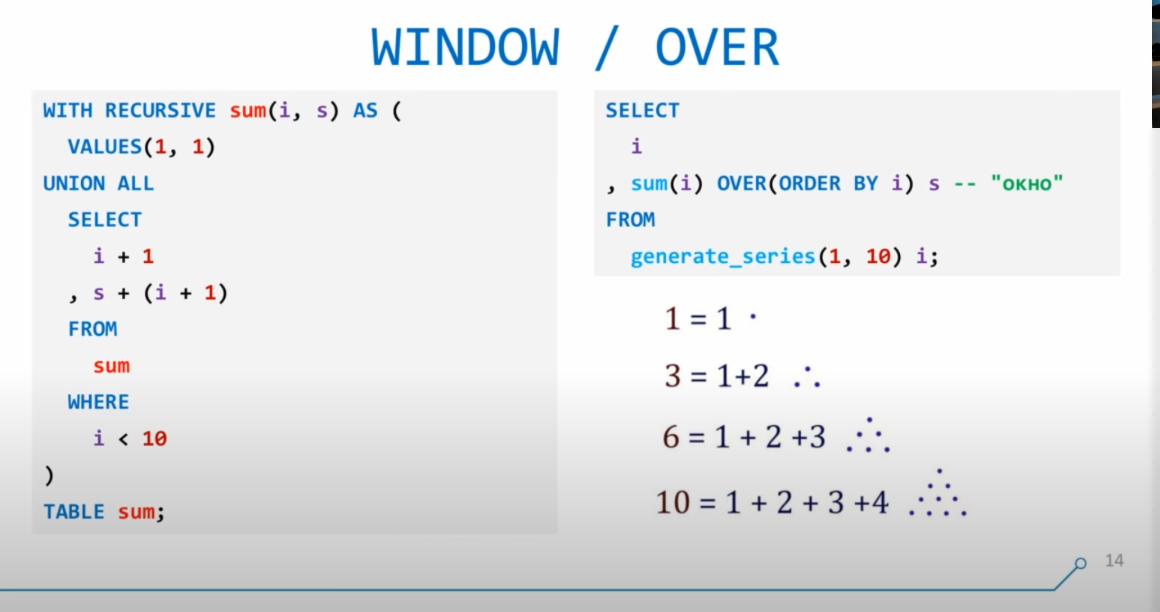 WINDOW / OVER
WITH RECURSIVE sum(i, s) AS (
VALUES(1, 1)
UNION ALL
SELECT
i + 1
, s + (i + 1)
FROM
sum
WHERE
i < 10
)
TABLE sum;
SELECT
i
, sum(i) OVER(ORDER BY i) s -- "окно"
FROM
generate_series(1, 10) i;
1 = 1
3 = 1+2
6 = 1 + 2 +3
10 = 1 + 2 + 3 +4
14